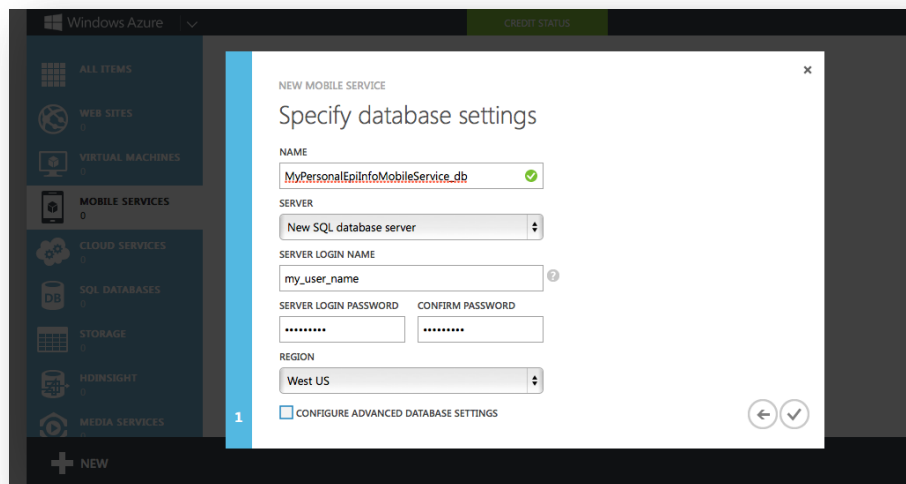 Windows Azure
CREDIT STATUS
ALL ITEMS
WEB SITES
0
VIRTUAL MACHINES
0
MOBILE SERVICES
0
CLOUD SERVICES
0
DB
SQL DATABASES
0
STORAGE
0
HDINSIGHT
0
MEDIA SERVICES
0
NEW
1
NEW MOBILE SERVICE
Specify database settings
NAME
MyPersonalEpiInfoMobileService_db
SERVER
New SQL database server
SERVER LOGIN NAME
my_user_name
?
SERVER LOGIN PASSWORD CONFIRM PASSWORD
••••••••• •••••••••
REGION
West US
CONFIGURE ADVANCED DATABASE SETTINGS